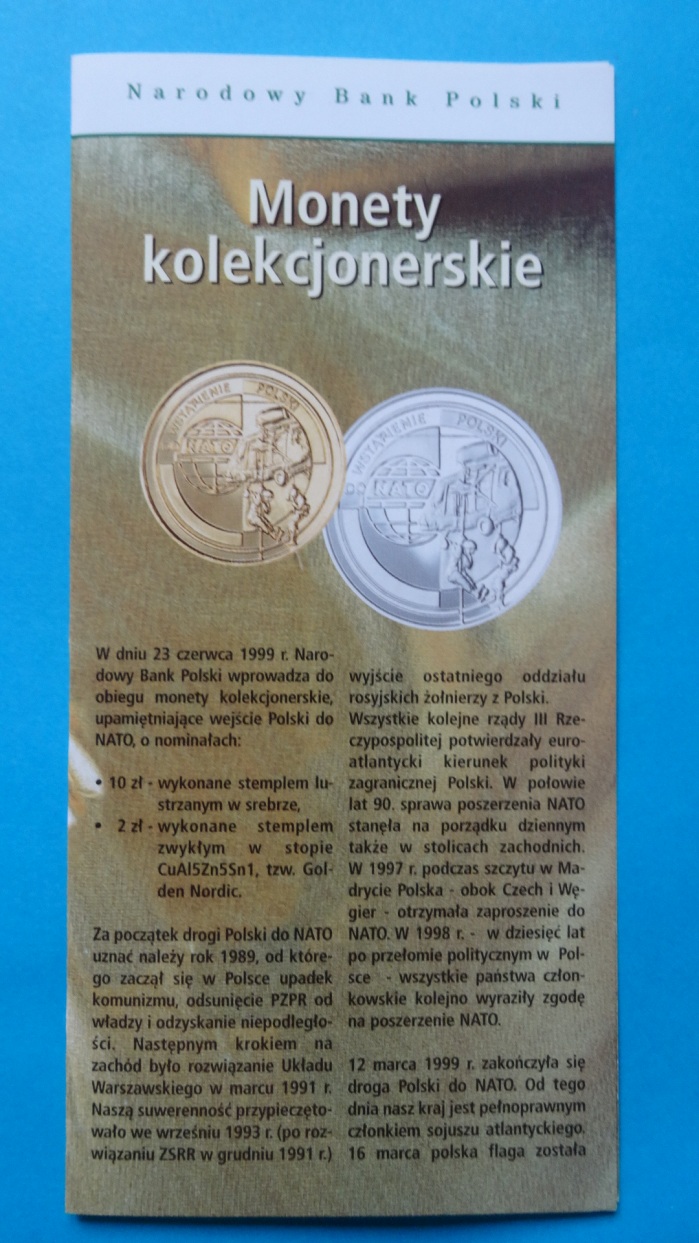 Narodowy Bank Polski
Monety
kolekcjonerskie
DO WSTĄPIENIE POLSKI
NATO
DO WSTĄPIENIE POLSKI
NATO
W dniu 23 czerwca 1999 r. Naro-
dowy Bank Polski wprowadza do
obiegu monety kolekcjonerskie,
upamiętniające wejście Polski do
NATO, o nominałach:
• 10 zł - wykonane stemplem lu-
strzanym w srebrze,
• 2 zł - wykonane stemplem
zwykłym w stopie
CuAl5Zn5Sn1, tzw. Gol-
den Nordic.
Za początek drogi Polski do NATO
uznać należy rok 1989, od które-
go zaczął się w Polsce upadek
komunizmu, odsunięcie PZPR od
władzy i odzyskanie niepodległo-
ści. Następnym krokiem na
zachód było rozwiązanie Układu
Warszawskiego w marcu 1991 r.
Naszą suwerenność przypieczęto-
wało we wrześniu 1993 r. (po roz-
wiązaniu ZSRR w grudniu 1991 r.)
wyjście ostatniego oddziału
rosyjskich żołnierzy z Polski.
Wszystkie kolejne rządy III Rze-
czypospolitej potwierdzały euro-
atlantycki kierunek polityki
zagranicznej Polski. W połowie
lat 90. sprawa poszerzenia NATO
stanęła na porządku dziennym
także w stolicach zachodnich.
W 1997 r. podczas szczytu w Ma-
drycie Polska - obok Czech i Wę-
gier - otrzymała zaproszenie do
NATO. W 1998 r. - w dziesięć lat
po przełomie politycznym w Pol-
sce - wszystkie państwa człon-
kowskie kolejno wyraziły zgodę
na poszerzenie NATO.
12 marca 1999 r. zakończyła się
droga Polski do NATO. Od tego
dnia nasz kraj jest pełnoprawnym
członkiem sojuszu atlantyckiego.
16 marca polska flaga została